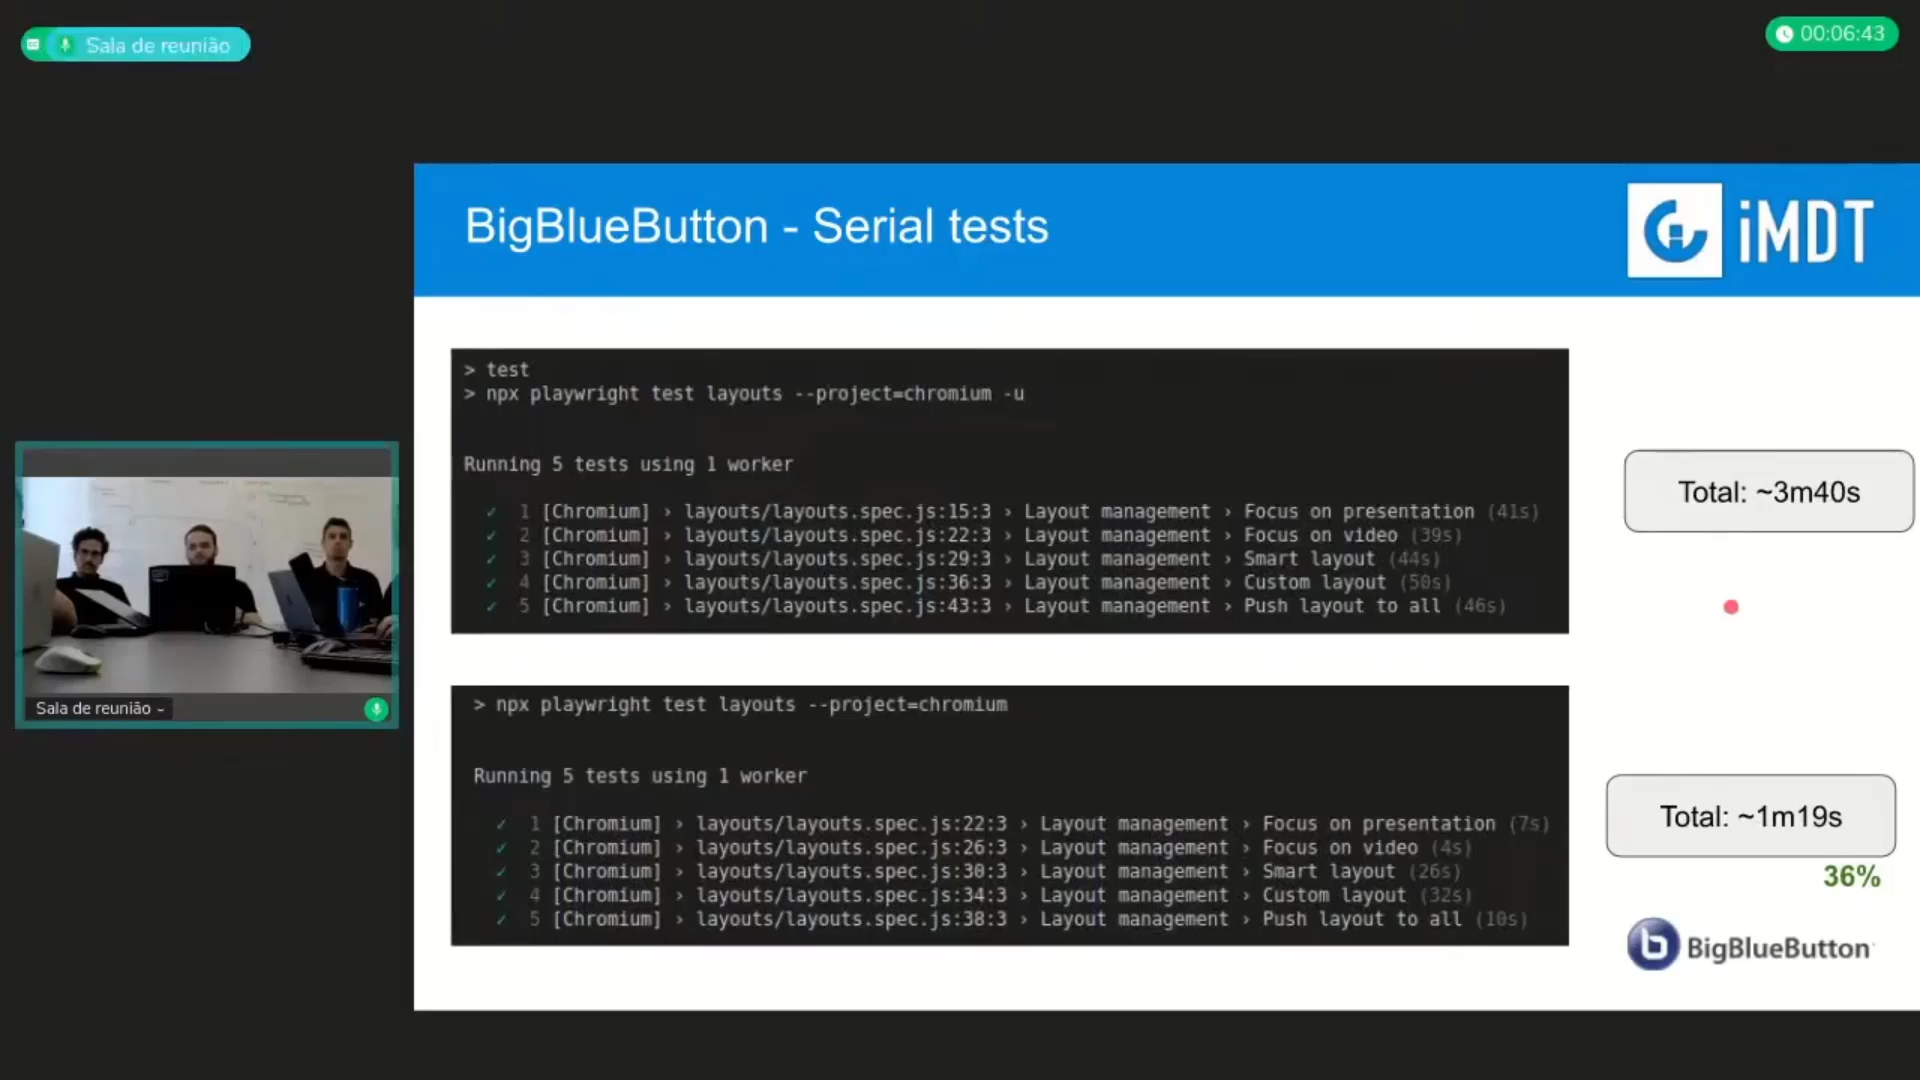 Sala de reunião
00:06:43
BigBlueButton - Serial tests
iMDT
> test
> npx playwright test layouts --project=chromium -u
Running 5 tests using 1 worker
✓ 1 [Chromium] › layouts/layouts.spec.js:15:3 › Layout management › Focus on presentation (41s)
✓ 2 [Chromium] › layouts/layouts.spec.js:22:3 › Layout management › Focus on video (39s)
✓ 3 [Chromium] › layouts/layouts.spec.js:29:3 › Layout management › Smart layout (44s)
✓ 4 [Chromium] › layouts/layouts.spec.js:36:3 › Layout management › Custom layout (50s)
✓ 5 [Chromium] › layouts/layouts.spec.js:43:3 › Layout management › Push layout to all (46s)
Total: ~3m40s
> npx playwright test layouts --project=chromium
Running 5 tests using 1 worker
✓ 1 [Chromium] › layouts/layouts.spec.js:22:3 › Layout management › Focus on presentation (7s)
✓ 2 [Chromium] › layouts/layouts.spec.js:26:3 › Layout management › Focus on video (4s)
✓ 3 [Chromium] › layouts/layouts.spec.js:30:3 › Layout management › Smart layout (26s)
✓ 4 [Chromium] › layouts/layouts.spec.js:34:3 › Layout management › Custom layout (32s)
✓ 5 [Chromium] › layouts/layouts.spec.js:38:3 › Layout management › Push layout to all (10s)
Total: ~1m19s
36%
BigBlueButton
Sala de reunião